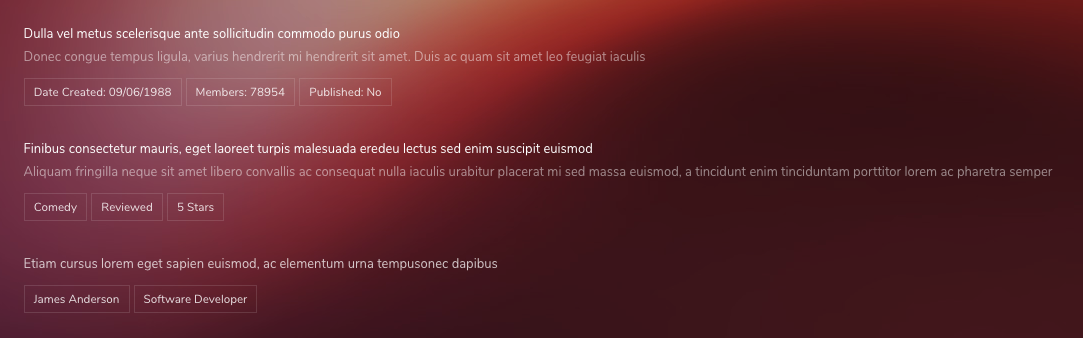 Dulla vel metus scelerisque ante sollicitudin commodo purus odio
Donec congue tempus ligula, varius hendrerit mi hendrerit sit amet. Duis ac quam sit amet leo feugiat iaculis
Date Created: 09/06/1988 Members: 78954 Published: No
Finibus consectetur mauris, eget laoreet turpis malesuada eredeu lectus sed enim suscipit euismod
Aliquam fringilla neque sit amet libero convallis ac consequat nulla iaculis urabitur placerat mi sed massa euismod, a tincidunt enim tinciduntam porttitor lorem ac pharetra semper
Comedy Reviewed 5 Stars
Etiam cursus lorem eget sapien euismod, ac elementum urna tempusonec dapibus
James Anderson Software Developer